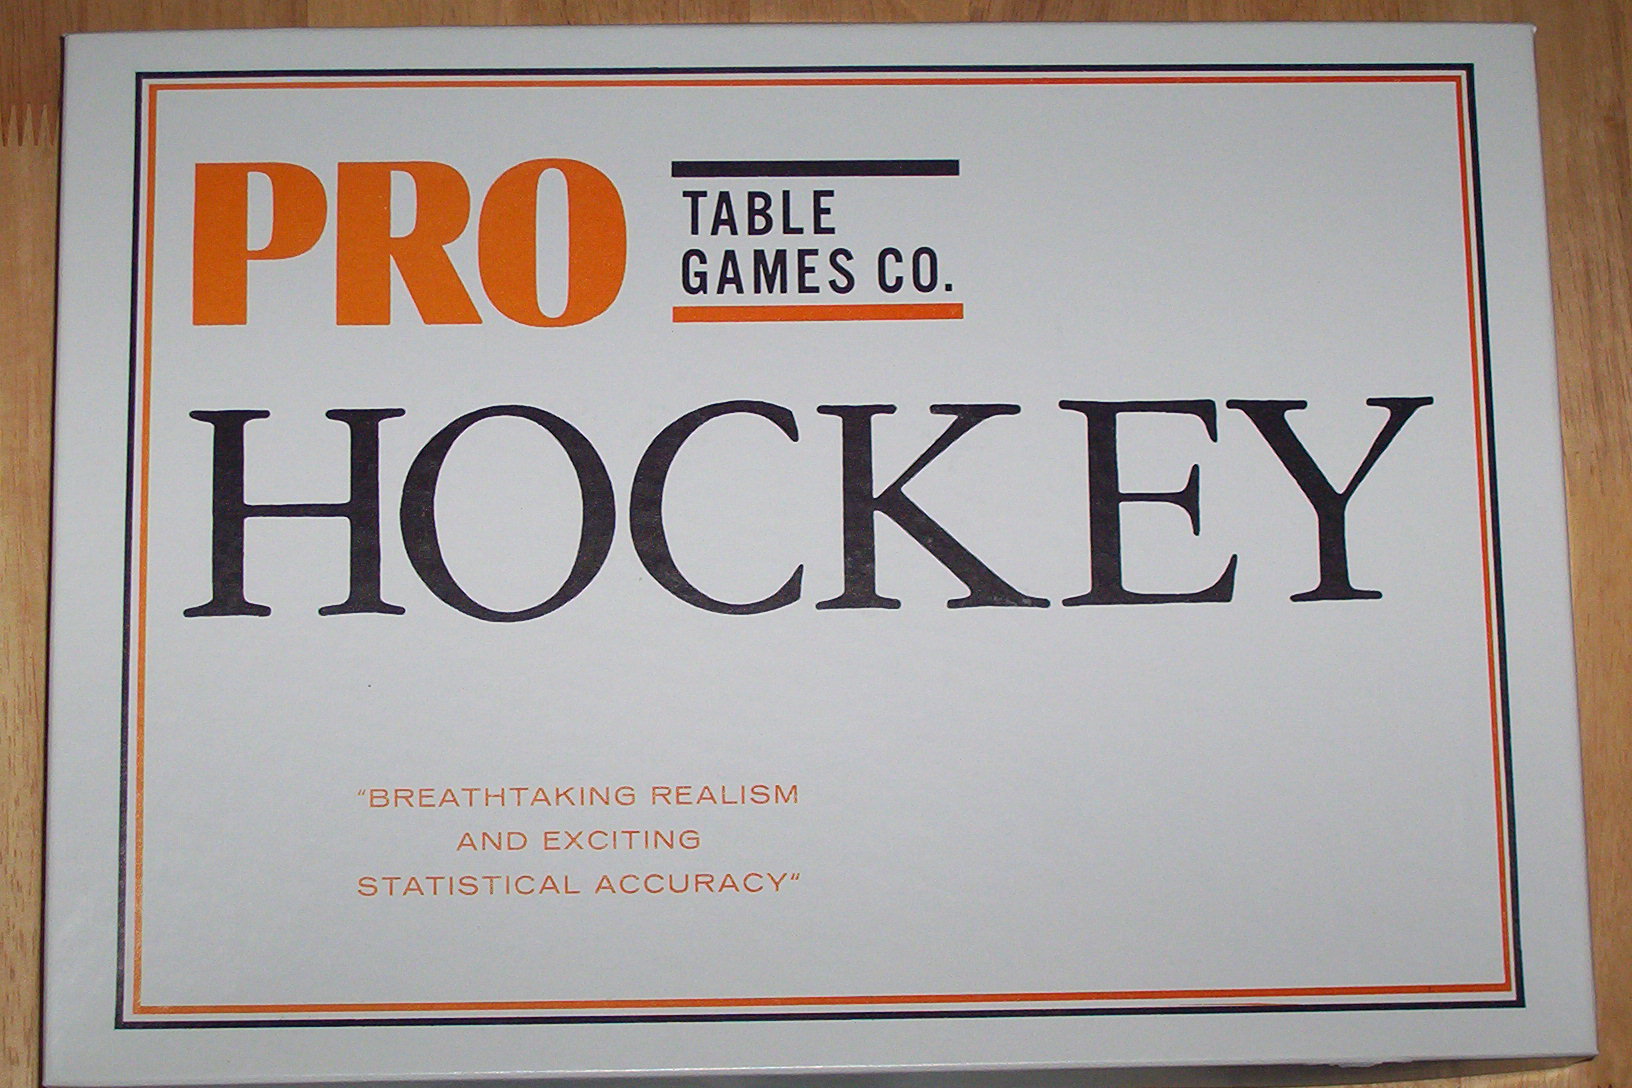 PRO
TABLE
GAMES CO.
HOCKEY
"BREATHTAKING REALISM
AND EXCITING
STATISTICAL ACCURACY"